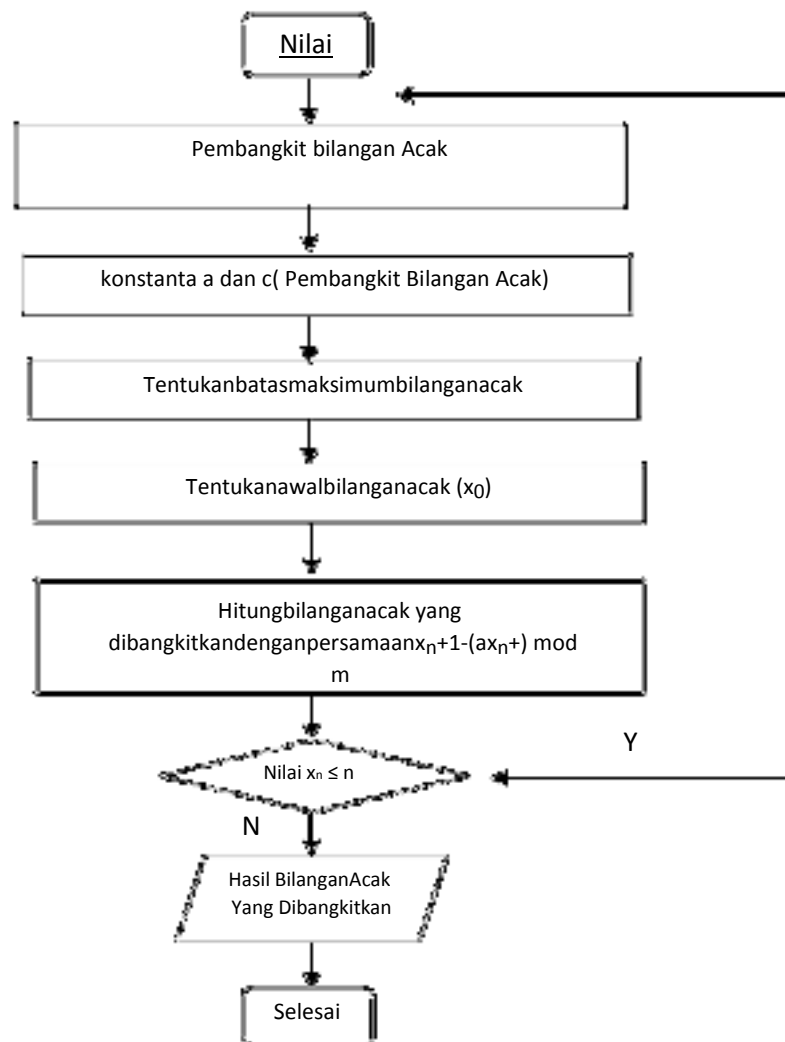 Nilai
Pembangkit bilangan Acak
konstanta a dan c( Pembangkit Bilangan Acak)
Tentukanbatasmaksimumbilanganacak
Tentukanawalbilanganacak (x0)
Hitungbilanganacak yang
dibangkitkandenganpersamaanxn+1-(axn+) mod
m
Y
Nilai xn ≤ n
N
Hasil BilanganAcak
Yang Dibangkitkan
Selesai